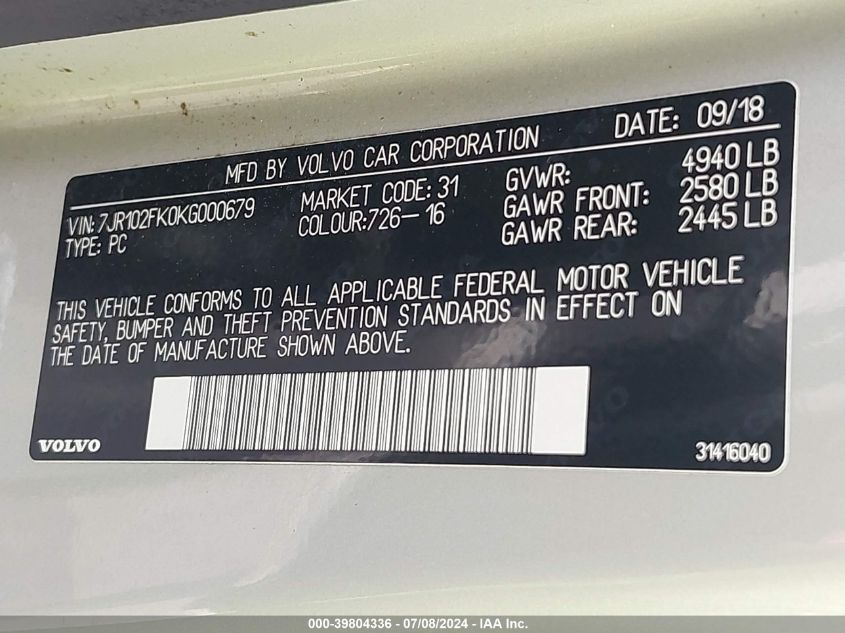 MFD BY VOLVO CAR CORPORATION DATE: 09/18
VIN: 7JR102FK0KG000679 MARKET CODE: 31 GVWR: 4940 LB
TYPE: PC COLOUR:726-16 GAWR FRONT: 2580 LB
GAWR REAR: 2445 LB
THIS VEHICLE CONFORMS TO ALL APPLICABLE FEDERAL MOTOR VEHICLE
SAFETY, BUMPER AND THEFT PREVENTION STANDARDS IN EFFECT ON
THE DATE OF MANUFACTURE SHOWN ABOVE.
VOLVO 31416040
000-39804336 - 07/08/2024 - IAA Inc.